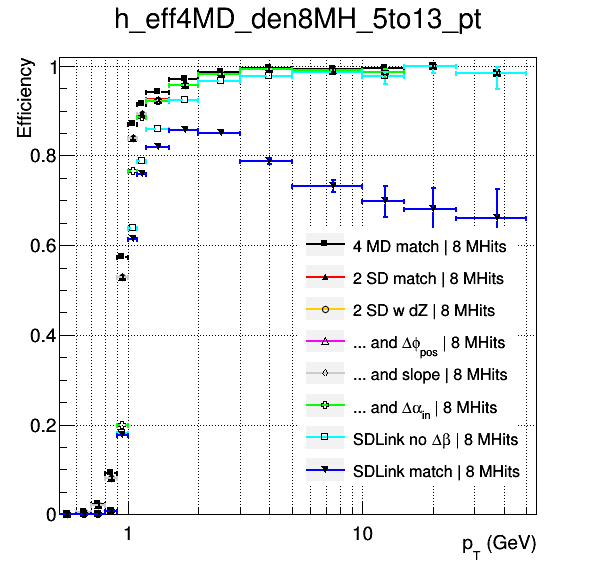 h_eff4MD_den8MH_5to13_pt
Efficiency
1
0.8
0.6
0.4
0.2
0
4 MD match | 8 MHits
2 SD match | 8 MHits
2 SD w dZ | 8 MHits
... and Δϕpos | 8 MHits
... and slope | 8 MHits
... and Δαin | 8 MHits
SDLink no Δβ | 8 MHits
SDLink match | 8 MHits
1 10
pT (GeV)